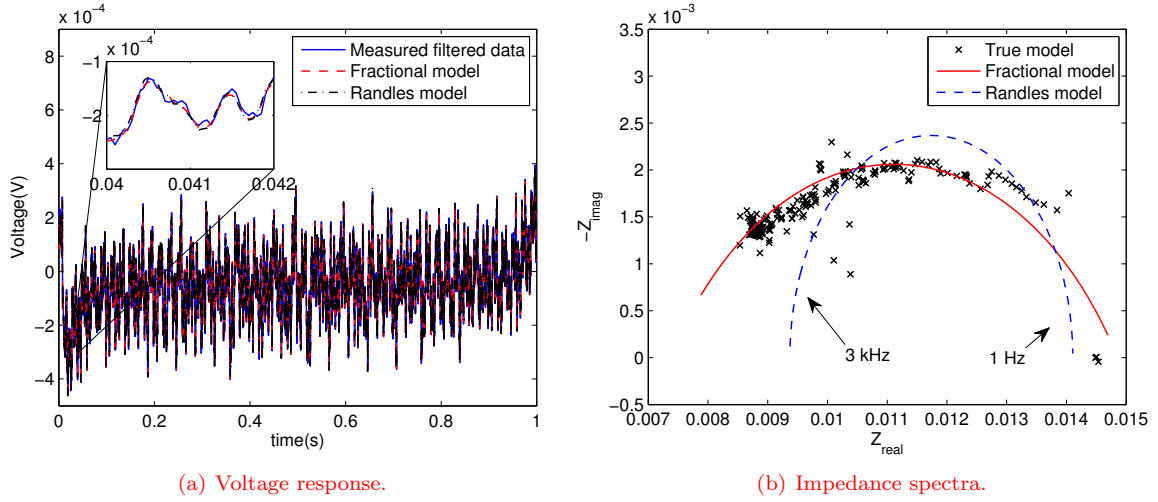 x 10⁻⁴
8
6
4
2
0
−2
−4
Voltage(V)
0
0.2
0.4
0.6
0.8
1
time(s)
Measured filtered data
Fractional model
Randles model
x 10⁻⁴
−1
−2
0.04
0.041
0.042
(a) Voltage response.
x 10⁻³
3.5
3
2.5
2
1.5
1
0.5
0
−0.5
−Z_imag
0.007
0.008
0.009
0.01
0.011
0.012
0.013
0.014
0.015
Z_real
True model
Fractional model
Randles model
3 kHz
1 Hz
(b) Impedance spectra.